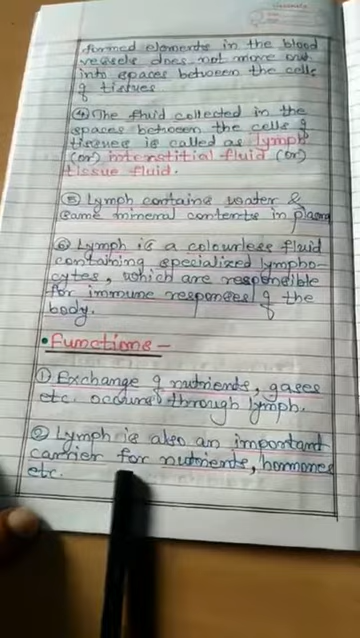 formed elements in the blood
vessels does not move out
into spaces between the cells
of tissues
④ The fluid collected in the
spaces between the cells of
tissues is called as lymph
(or) interstitial fluid (or)
tissue fluid.
⑤ Lymph contains water &
same mineral contents in plasma
⑥ Lymph is a colourless fluid
containing specialized lympho-
cytes, which are responsible
for immune responses of the
body.
• Functions -
① Exchange of nutrients, gases
etc. occurs through lymph.
② Lymph is also an important
carrier for nutrients, hormones
etc.